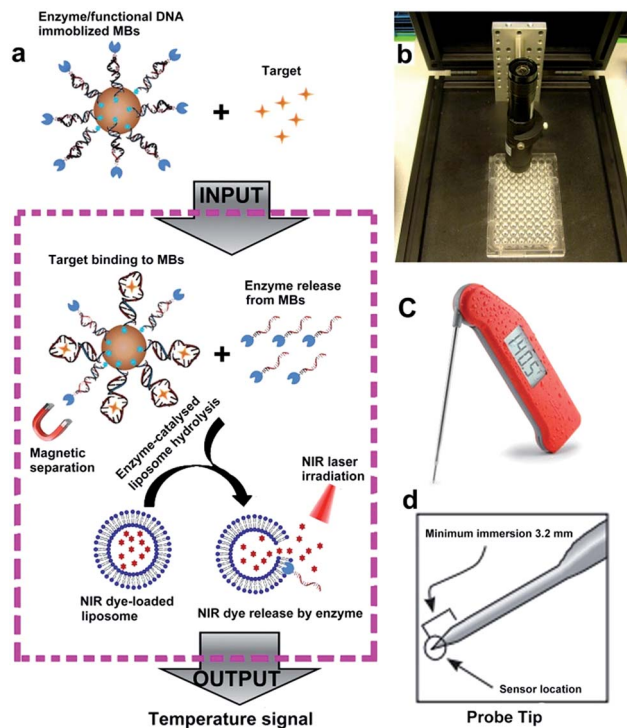 a
Enzyme/functional DNA
immoblized MBs
Target
+
INPUT
Target binding to MBs
Enzyme release
from MBs
+
Magnetic
separation
Enzyme-catalysed
liposome hydrolysis
NIR laser
irradiation
NIR dye-loaded
liposome
NIR dye release by enzyme
OUTPUT
Temperature signal
b
c
140.5
d
Minimum immersion 3.2 mm
Sensor location
Probe Tip